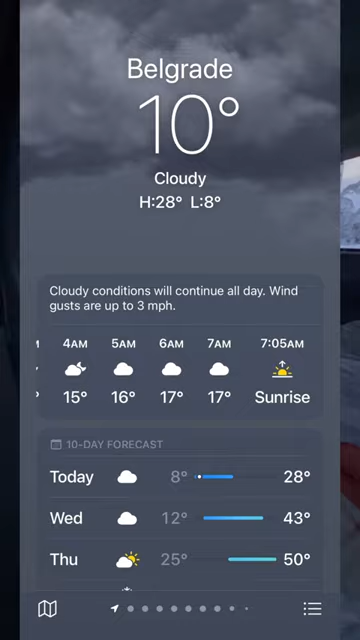 Belgrade
10°
Cloudy
H:28° L:8°
Cloudy conditions will continue all day. Wind
gusts are up to 3 mph.
4AM 5AM 6AM 7AM 7:05AM
15° 16° 17° 17° Sunrise
10-DAY FORECAST
Today 8° 28°
Wed 12° 43°
Thu 25° 50°